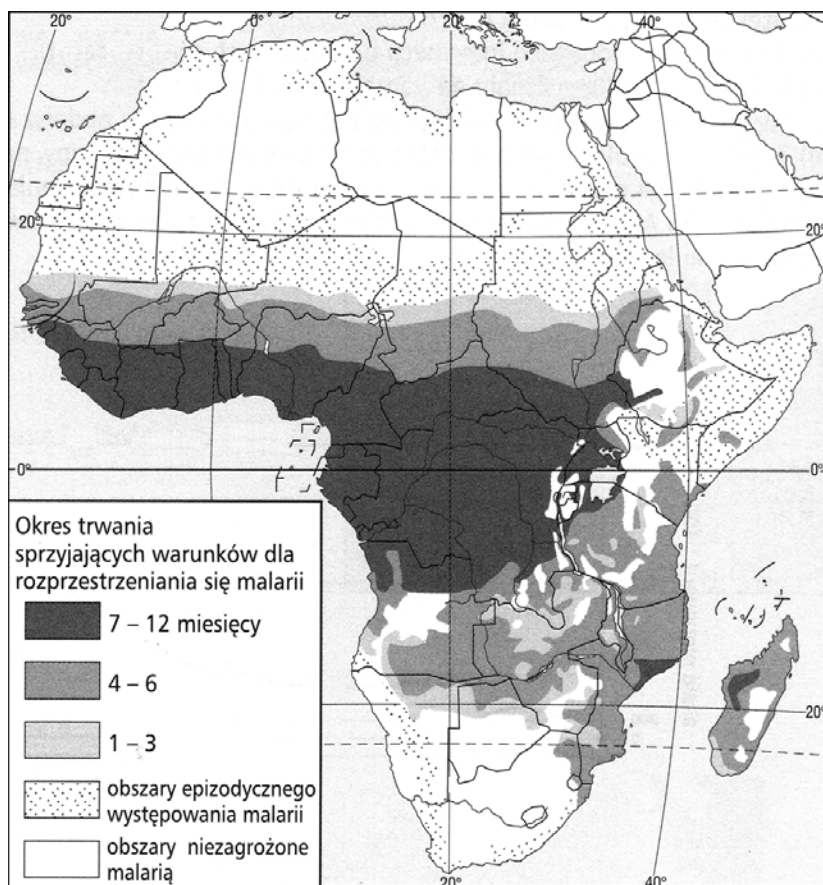 20° 0° 20° 40°
20° 20°
0° 0°
20°
20° 40°
Okres trwania
sprzyjających warunków dla
rozprzestrzeniania się malarii
7 – 12 miesięcy
4 – 6
1 – 3
obszary epizodycznego
występowania malarii
obszary niezagrożone
malarią